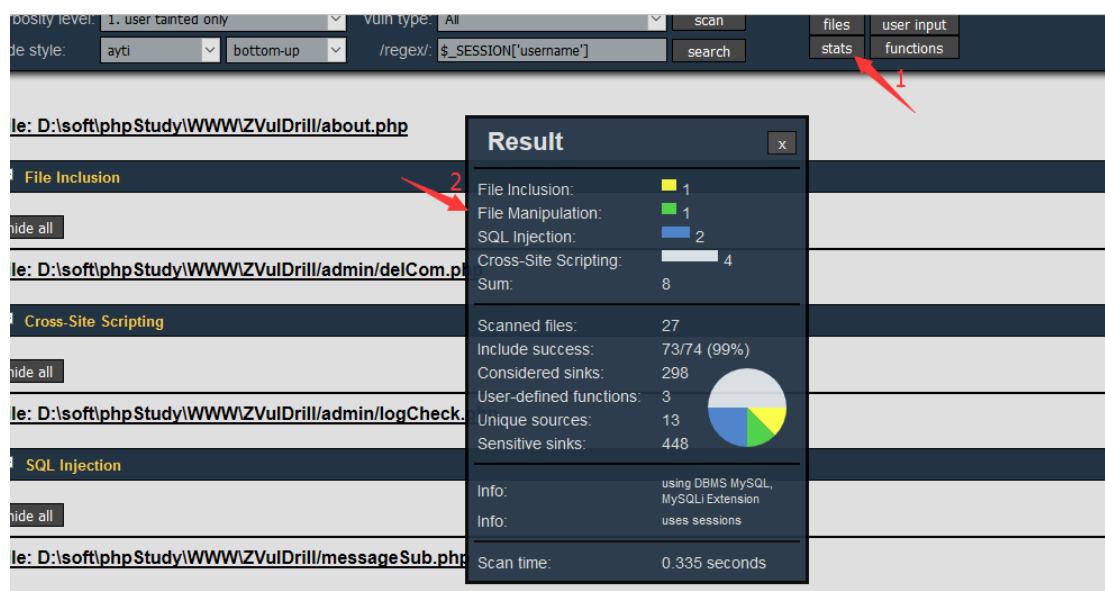 bosity level: 1. user tainted only vuln type: All scan files user input
de style: ayti bottom-up /regex/: $_SESSION['username'] search stats functions
1
le: D:\soft\phpStudy\WWW\ZVulDrill/about.php
Result x
File Inclusion
2
File Inclusion: 1
File Manipulation: 1
hide all
SQL Injection: 2
Cross-Site Scripting: 4
le: D:\soft\phpStudy\WWW\ZVulDrill/admin/delCom.p
Sum: 8
Cross-Site Scripting
Scanned files: 27
Include success: 73/74 (99%)
hide all
Considered sinks: 298
User-defined functions: 3
le: D:\soft\phpStudy\WWW\ZVulDrill/admin/logCheck.php
Unique sources: 13
Sensitive sinks: 448
SQL Injection
Info: using DBMS MySQL,
MySQLi Extension
hide all
Info: uses sessions
le: D:\soft\phpStudy\WWW\ZVulDrill/messageSub.php
Scan time: 0.335 seconds